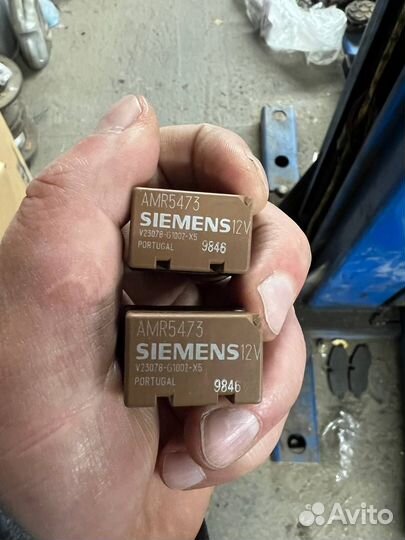 AMR5473
SIEMENS 12V
V23078-G1002-X5
PORTUGAL 9846
AMR5473
SIEMENS 12V
V23078-G1002-X5
PORTUGAL 9846
Avito